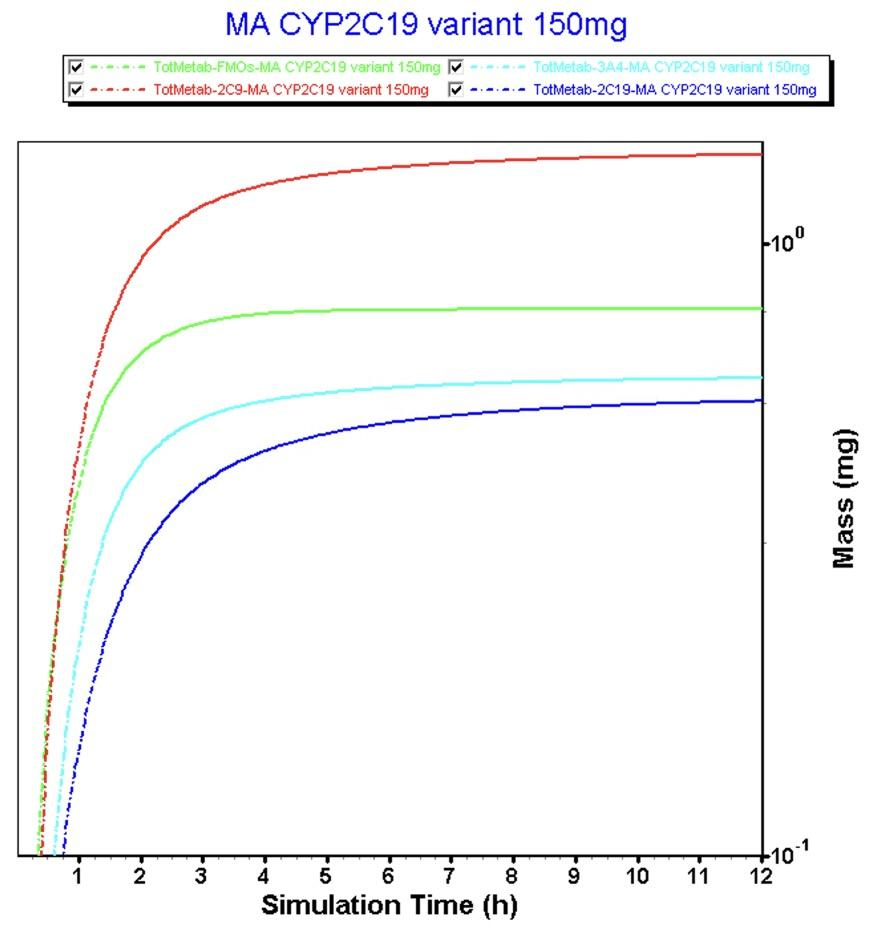 MA CYP2C19 variant 150mg
TotMetab-FMOs-MA CYP2C19 variant 150mg TotMetab-3A4-MA CYP2C19 variant 150mg
TotMetab-2C9-MA CYP2C19 variant 150mg TotMetab-2C19-MA CYP2C19 variant 150mg
10^0
Mass (mg)
10^-1
1 2 3 4 5 6 7 8 9 10 11 12
Simulation Time (h)